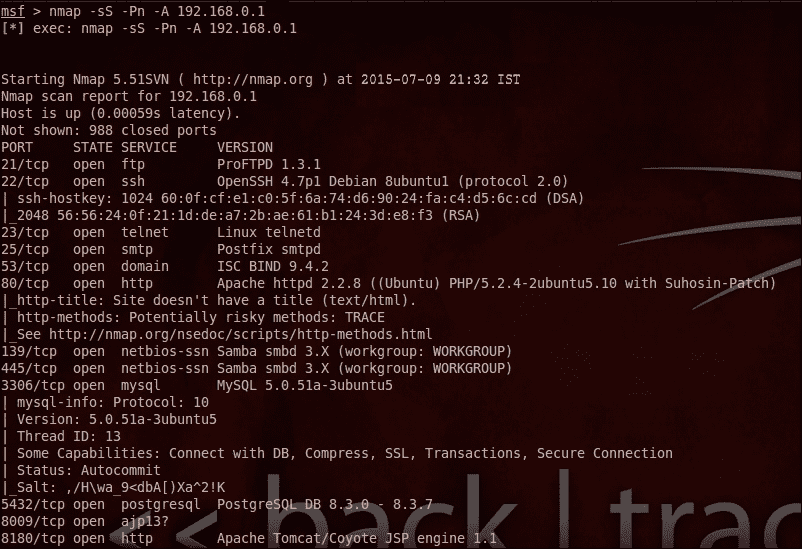 msf > nmap -sS -Pn -A 192.168.0.1
[*] exec: nmap -sS -Pn -A 192.168.0.1
Starting Nmap 5.51SVN ( http://nmap.org ) at 2015-07-09 21:32 IST
Nmap scan report for 192.168.0.1
Host is up (0.00059s latency).
Not shown: 988 closed ports
PORT     STATE SERVICE     VERSION
21/tcp   open  ftp         ProFTPD 1.3.1
22/tcp   open  ssh         OpenSSH 4.7p1 Debian 8ubuntu1 (protocol 2.0)
| ssh-hostkey: 1024 60:0f:cf:e1:c0:5f:6a:74:d6:90:24:fa:c4:d5:6c:cd (DSA)
|_2048 56:56:24:0f:21:1d:de:a7:2b:ae:61:b1:24:3d:e8:f3 (RSA)
23/tcp   open  telnet      Linux telnetd
25/tcp   open  smtp        Postfix smtpd
53/tcp   open  domain      ISC BIND 9.4.2
80/tcp   open  http        Apache httpd 2.2.8 ((Ubuntu) PHP/5.2.4-2ubuntu5.10 with Suhosin-Patch)
|_http-title: Site doesn't have a title (text/html).
| http-methods: Potentially risky methods: TRACE
|_See http://nmap.org/nsedoc/scripts/http-methods.html
139/tcp  open  netbios-ssn Samba smbd 3.X (workgroup: WORKGROUP)
445/tcp  open  netbios-ssn Samba smbd 3.X (workgroup: WORKGROUP)
3306/tcp open  mysql       MySQL 5.0.51a-3ubuntu5
| mysql-info: Protocol: 10
| Version: 5.0.51a-3ubuntu5
| Thread ID: 13
| Some Capabilities: Connect with DB, Compress, SSL, Transactions, Secure Connection
| Status: Autocommit
|_Salt: ,/H\wa_9<dbA[)Xa^2!K
5432/tcp open  postgresql  PostgreSQL DB 8.3.0 - 8.3.7
8009/tcp open  ajp13?
8180/tcp open  http        Apache Tomcat/Coyote JSP engine 1.1
<< back | trac